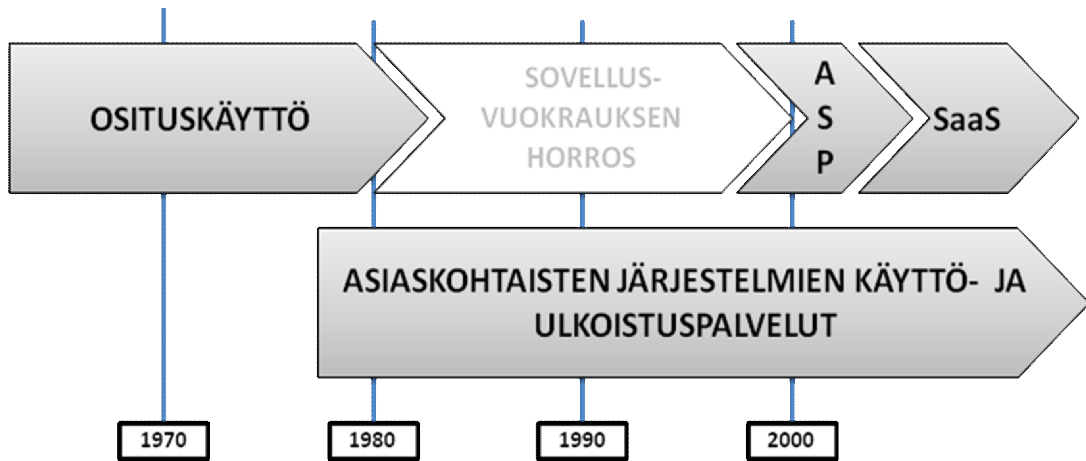 OSITUSKÄYTTÖ
SOVELLUS-
VUOKRAUKSEN
HORROS
A
S
P
SaaS
ASIASKOHTAISTEN JÄRJESTELMIEN KÄYTTÖ- JA
ULKOISTUSPALVELUT
1970
1980
1990
2000